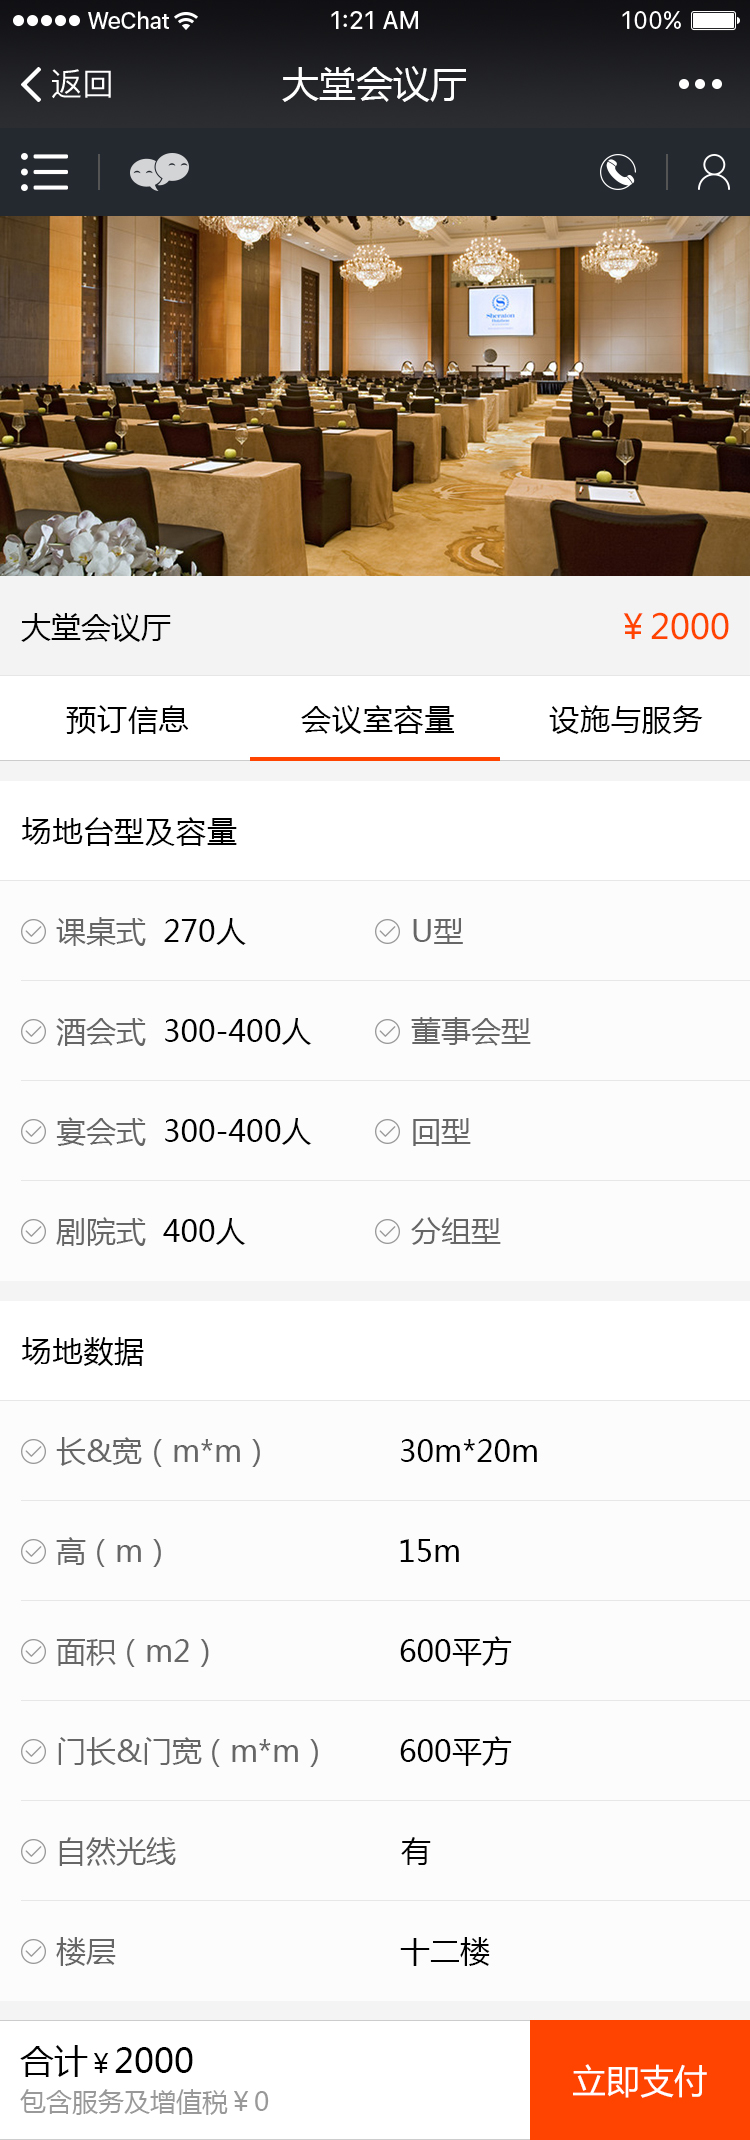 WeChat 1:21 AM 100%
返回 大堂会议厅
Sheraton
大堂会议厅 ¥2000
预订信息 会议室容量 设施与服务
场地台型及容量
课桌式 270人 U型
酒会式 300-400人 董事会型
宴会式 300-400人 回型
剧院式 400人 分组型
场地数据
长&宽（m*m） 30m*20m
高（m） 15m
面积（m2） 600平方
门长&门宽（m*m） 600平方
自然光线 有
楼层 十二楼
合计¥2000
包含服务及增值税¥0
立即支付